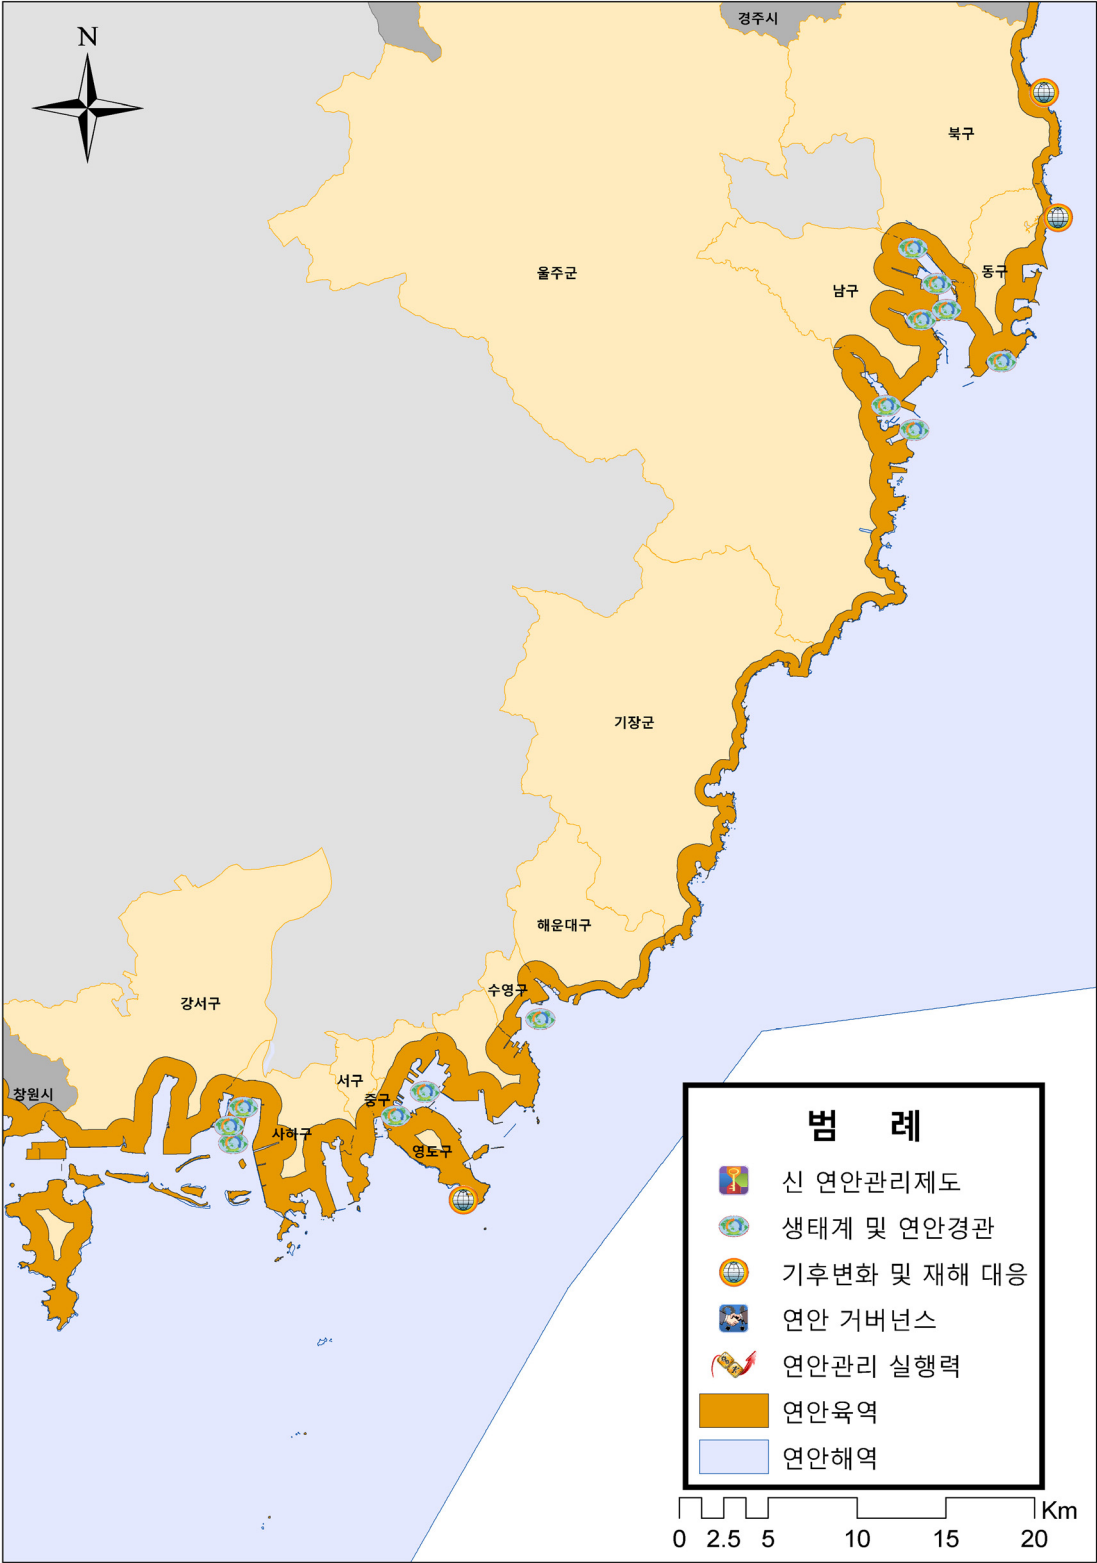 경주시
N
북구
울주군
동구
남구
기장군
해운대구
수영구
강서구
서구
창원시
중구
사하구
영도구
범 례
신 연안관리제도
생태계 및 연안경관
기후변화 및 재해 대응
연안 거버넌스
연안관리 실행력
연안육역
연안해역
Km
0 2.5 5 10 15 20